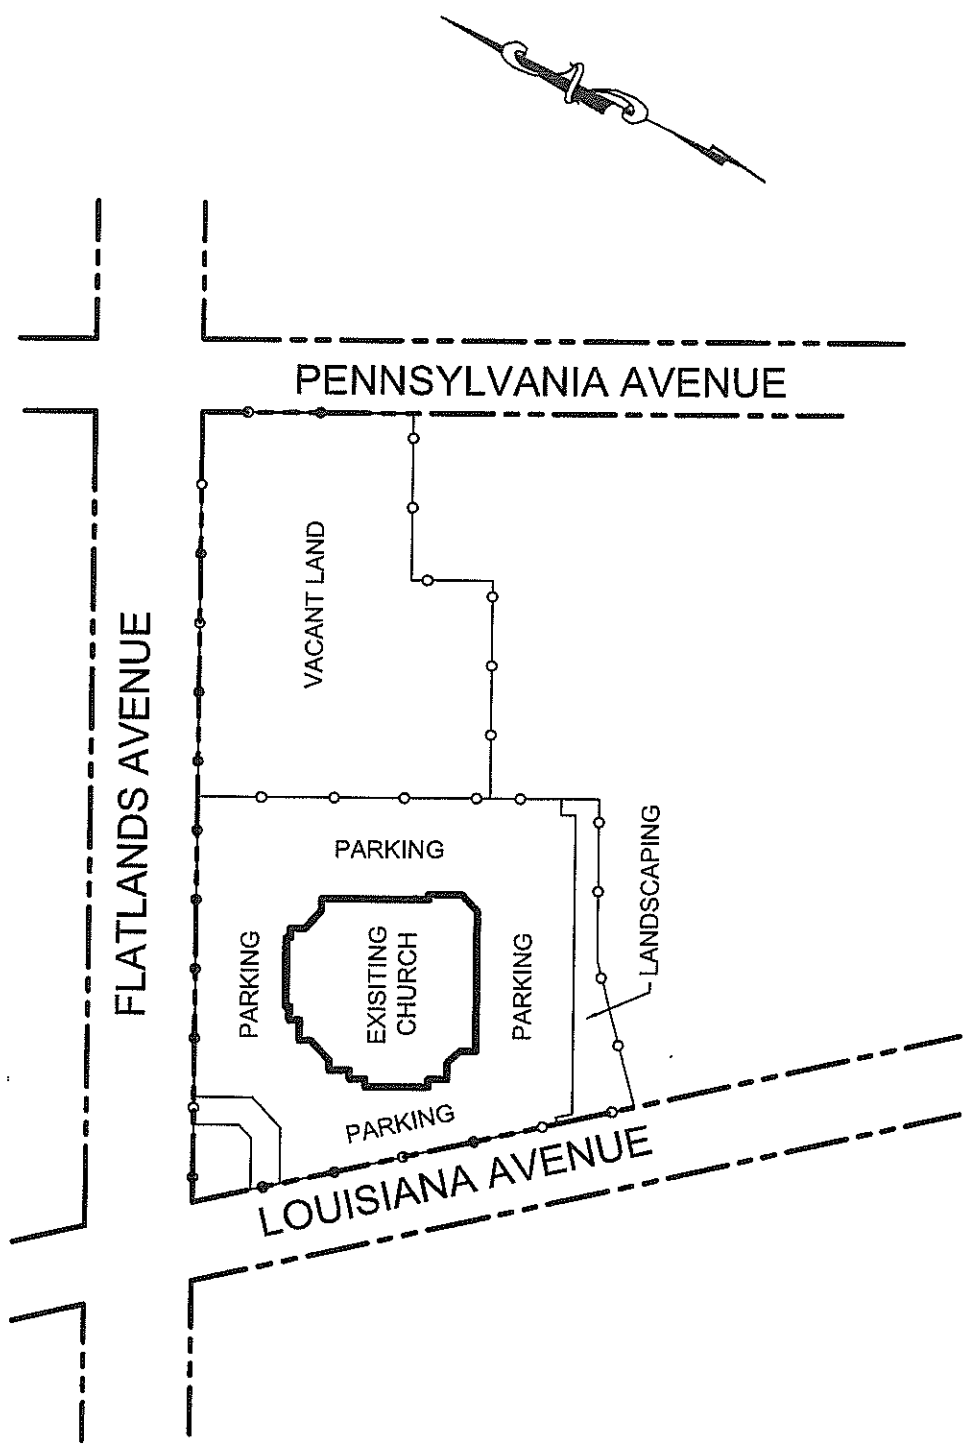 PENNSYLVANIA AVENUE
VACANT LAND
FLATLANDS AVENUE
PARKING
LANDSCAPING
PARKING
EXISITING
CHURCH
PARKING
PARKING
LOUISIANA AVENUE